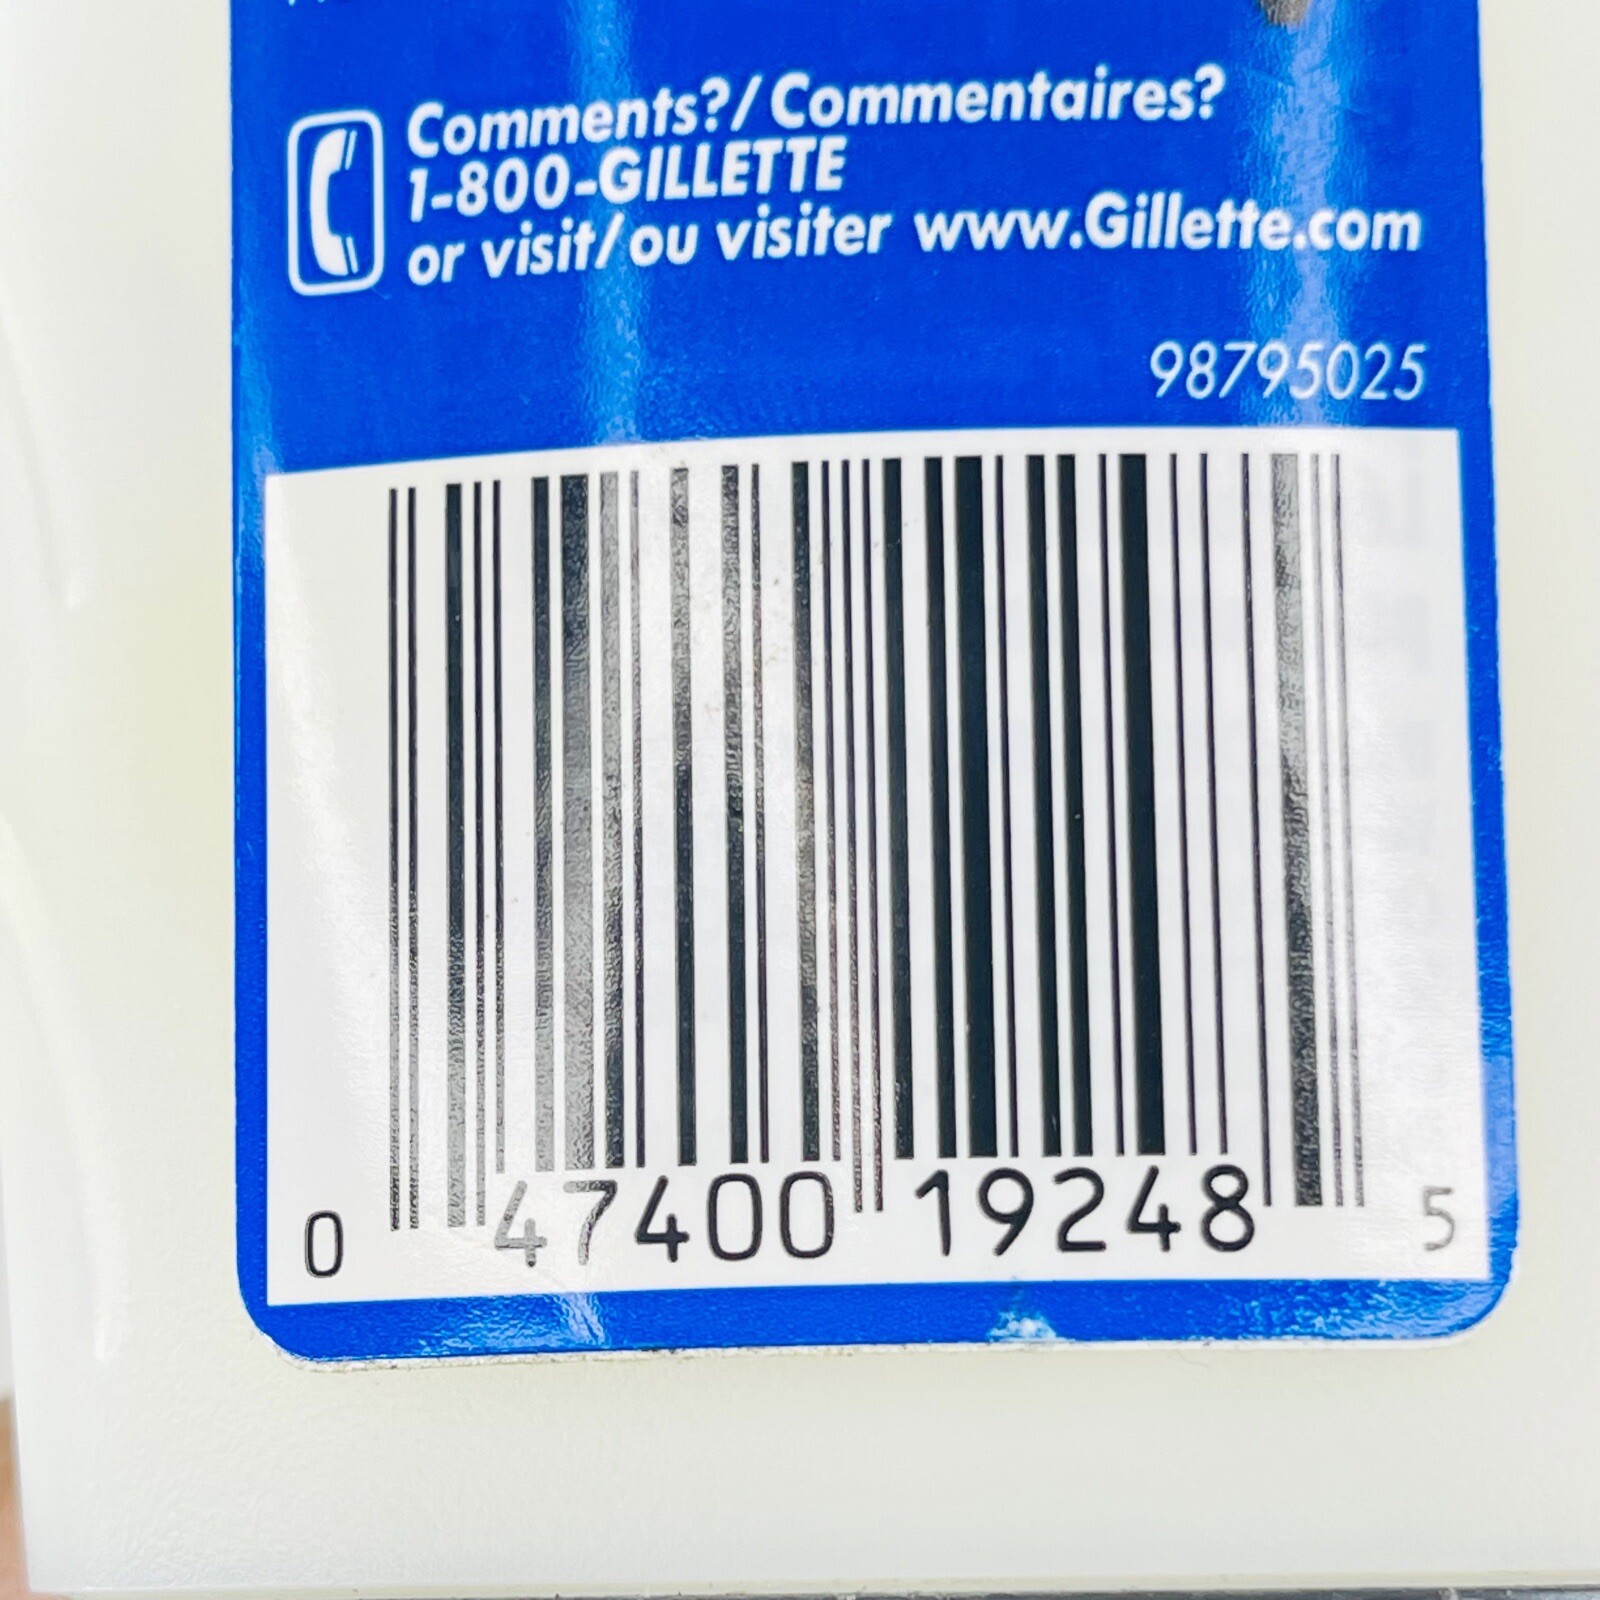 Comments?/Commentaires?
1-800-GILLETTE
or visit/ou visiter www.Gillette.com
98795025
0 47400 19248 5